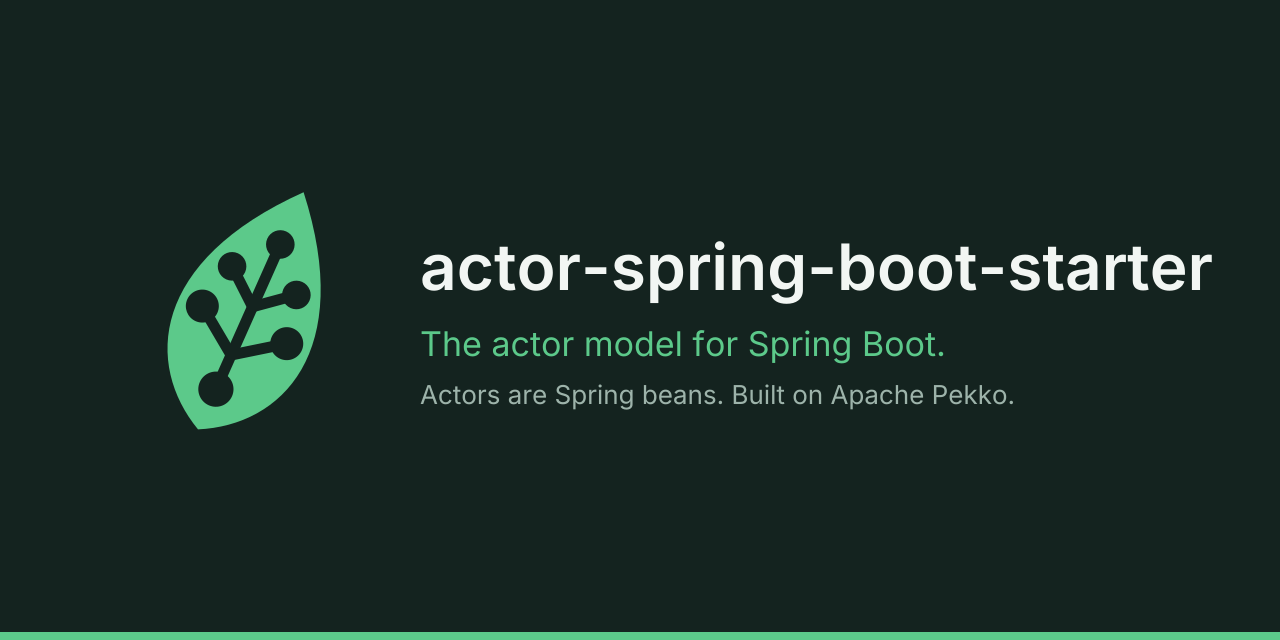 actor-spring-boot-starter
The actor model for Spring Boot.
Actors are Spring beans. Built on Apache Pekko.